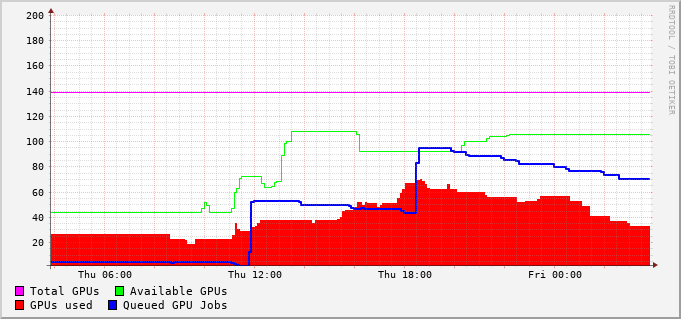 200
180
160
140
120
100
80
60
40
20
Thu 06:00 Thu 12:00 Thu 18:00 Fri 00:00
Total GPUs Available GPUs
GPUs used Queued GPU Jobs
RRDTOOL / TOBI OETIKER